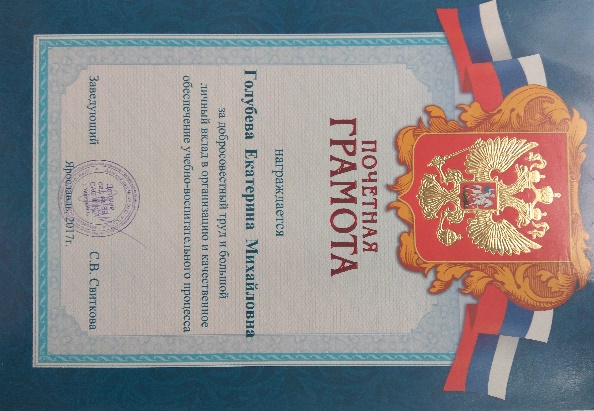 ПОЧЕТНАЯ
ГРАМОТА
награждается
Голубева Екатерина Михайловна
за добросовестный труд и большой
личный вклад в организацию и качественное
обеспечение учебно-воспитательного процесса
Заведующий С.В. Свиткова
Ярославль, 2017г.